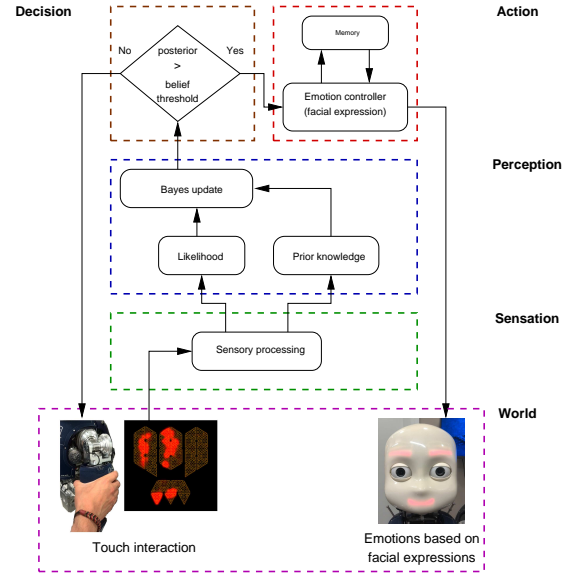 Decision
Action
No
Yes
posterior
>
belief
threshold
Memory
Emotion controller
(facial expression)
Perception
Bayes update
Likelihood
Prior knowledge
Sensation
Sensory processing
World
Touch interaction
Emotions based on
facial expressions